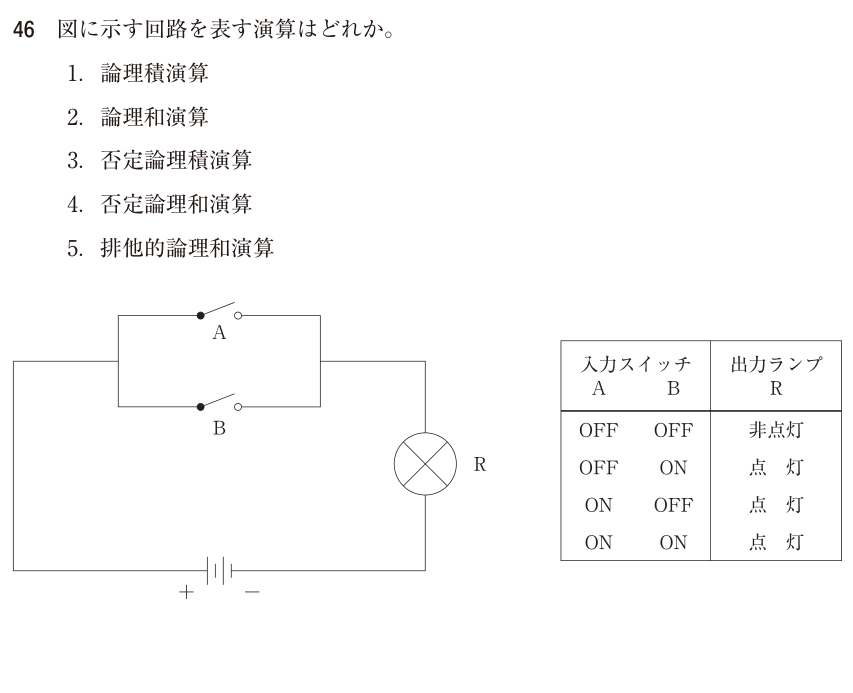 46 図に示す回路を表す演算はどれか。
1. 論理積演算
2. 論理和演算
3. 否定論理積演算
4. 否定論理和演算
5. 排他的論理和演算
A
B
R
+ −
入力スイッチ 出力ランプ
A B R
OFF OFF 非点灯
OFF ON 点 灯
ON OFF 点 灯
ON ON 点 灯